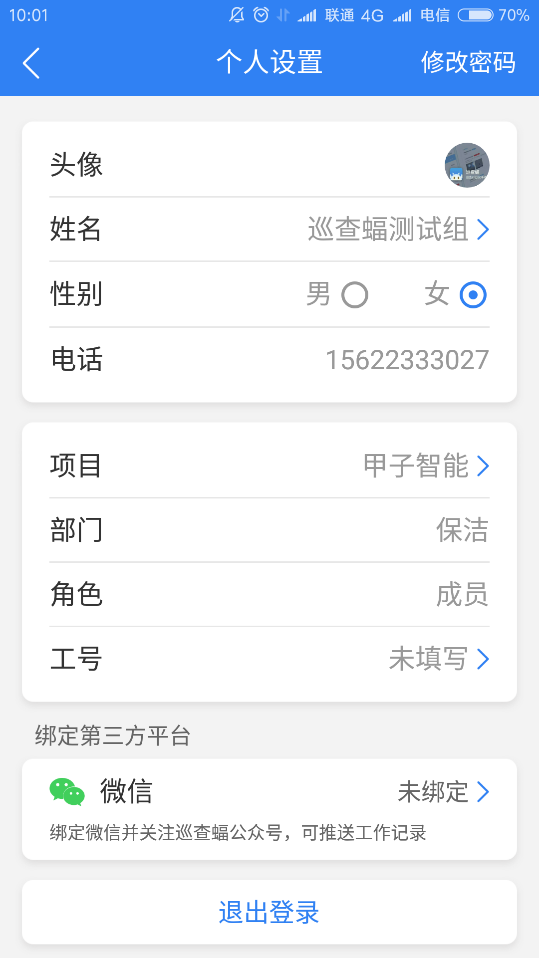 10:01 联通 4G 电信 70%
个人设置 修改密码
头像
姓名 巡查蝠测试组
性别 男 女
电话 15622333027
项目 甲子智能
部门 保洁
角色 成员
工号 未填写
绑定第三方平台
微信 未绑定
绑定微信并关注巡查蝠公众号，可推送工作记录
退出登录